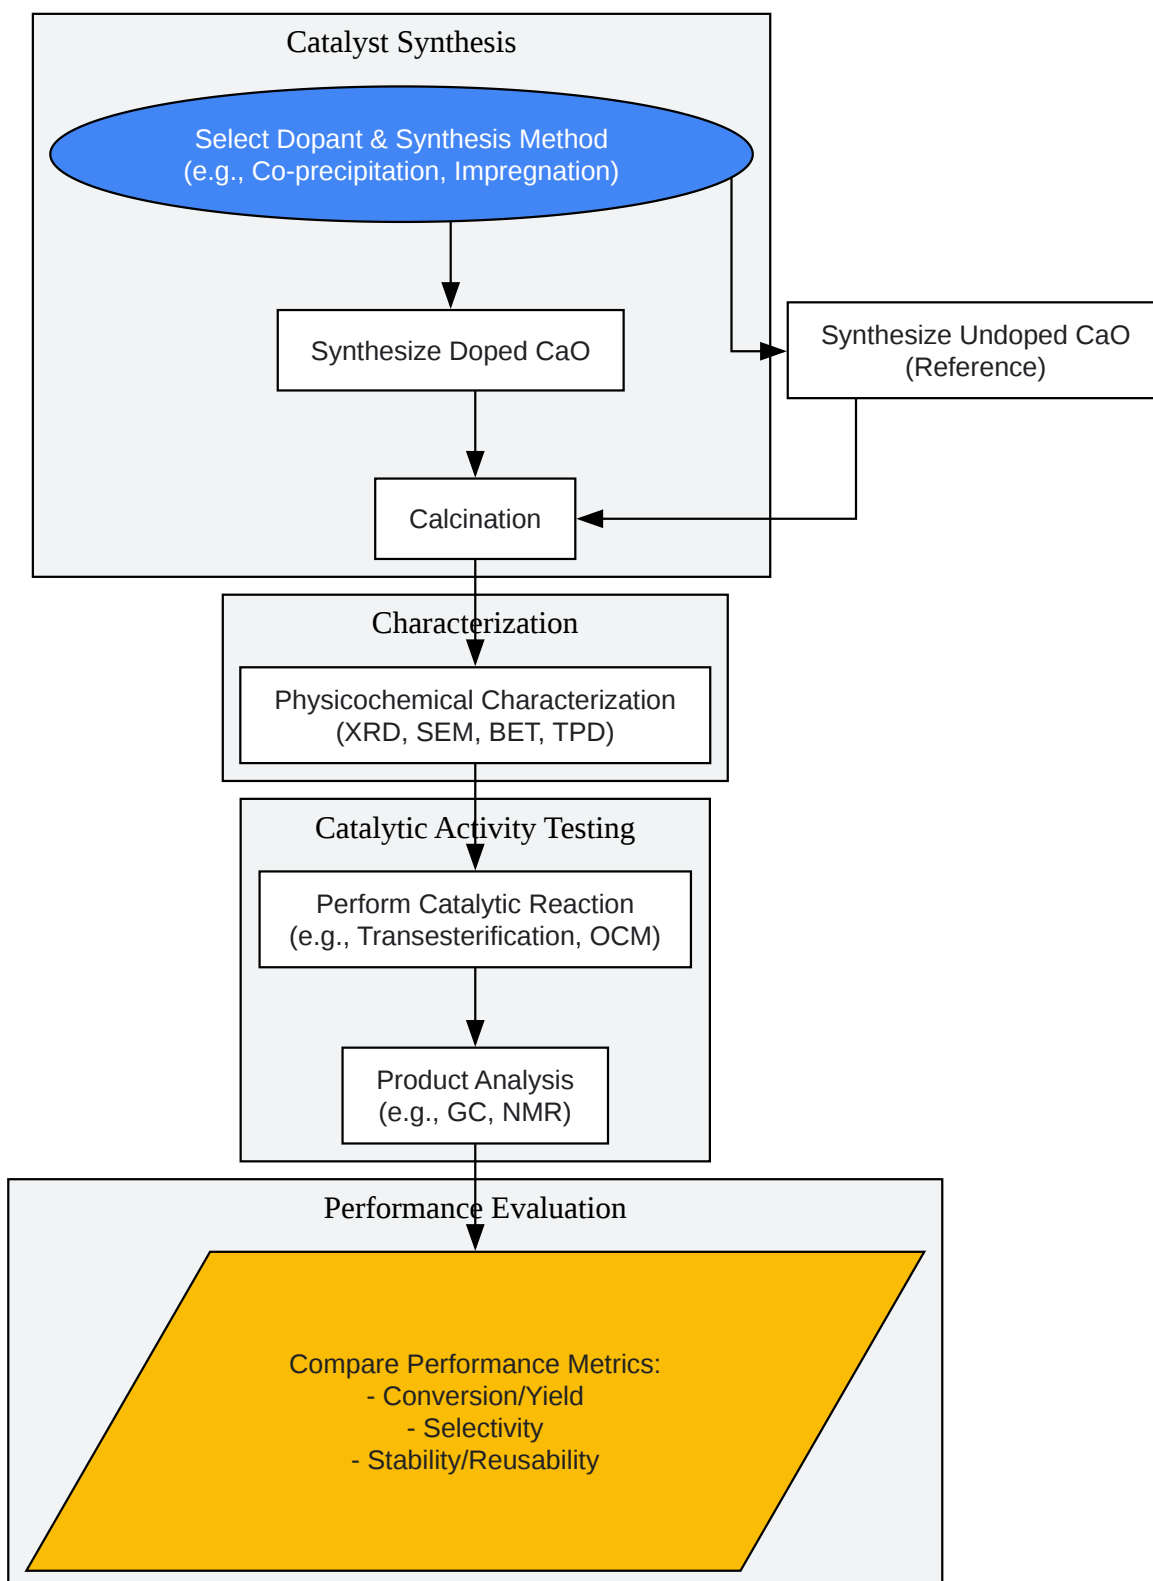 Catalyst Synthesis
Select Dopant & Synthesis Method
(e.g., Co-precipitation, Impregnation)
Synthesize Doped CaO
Synthesize Undoped CaO
(Reference)
Calcination
Characterization
Physicochemical Characterization
(XRD, SEM, BET, TPD)
Catalytic Activity Testing
Perform Catalytic Reaction
(e.g., Transesterification, OCM)
Product Analysis
(e.g., GC, NMR)
Performance Evaluation
Compare Performance Metrics:
- Conversion/Yield
- Selectivity
- Stability/Reusability